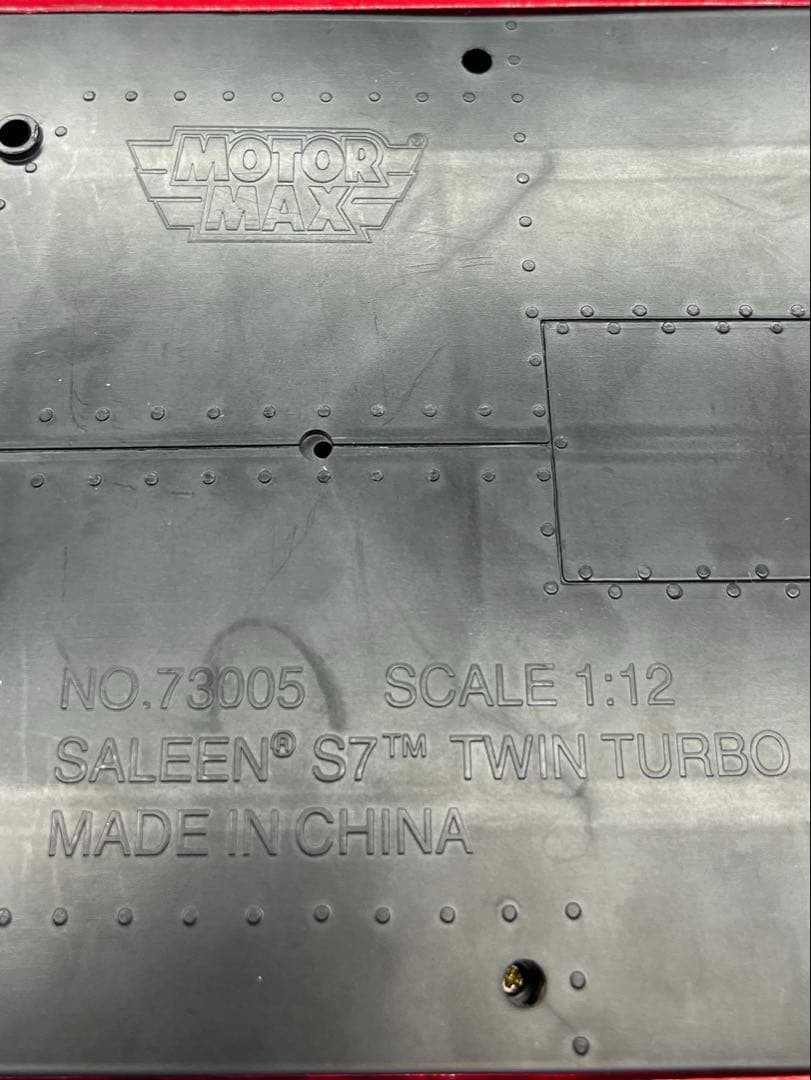 MOTOR®
MAX
NO.73005 SCALE 1:12
SALEEN® S7™ TWIN TURBO
MADE IN CHINA